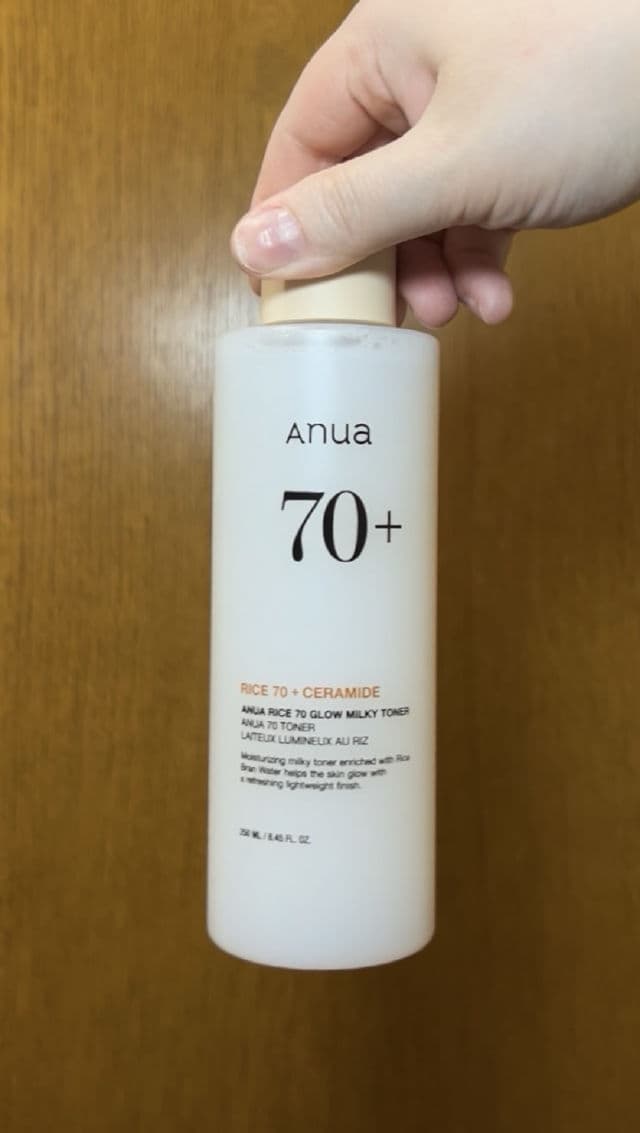 Anua
70+
RICE 70 + CERAMIDE
ANUA RICE 70 GLOW MILKY TONER
ANUA 70 TONER
LAITEUX LUMINEUX AU RIZ
Moisturizing milky toner enriched with Rice
Bran Water helps the skin glow with
a refreshing lightweight finish.
250 ML / 8.45 FL. OZ.